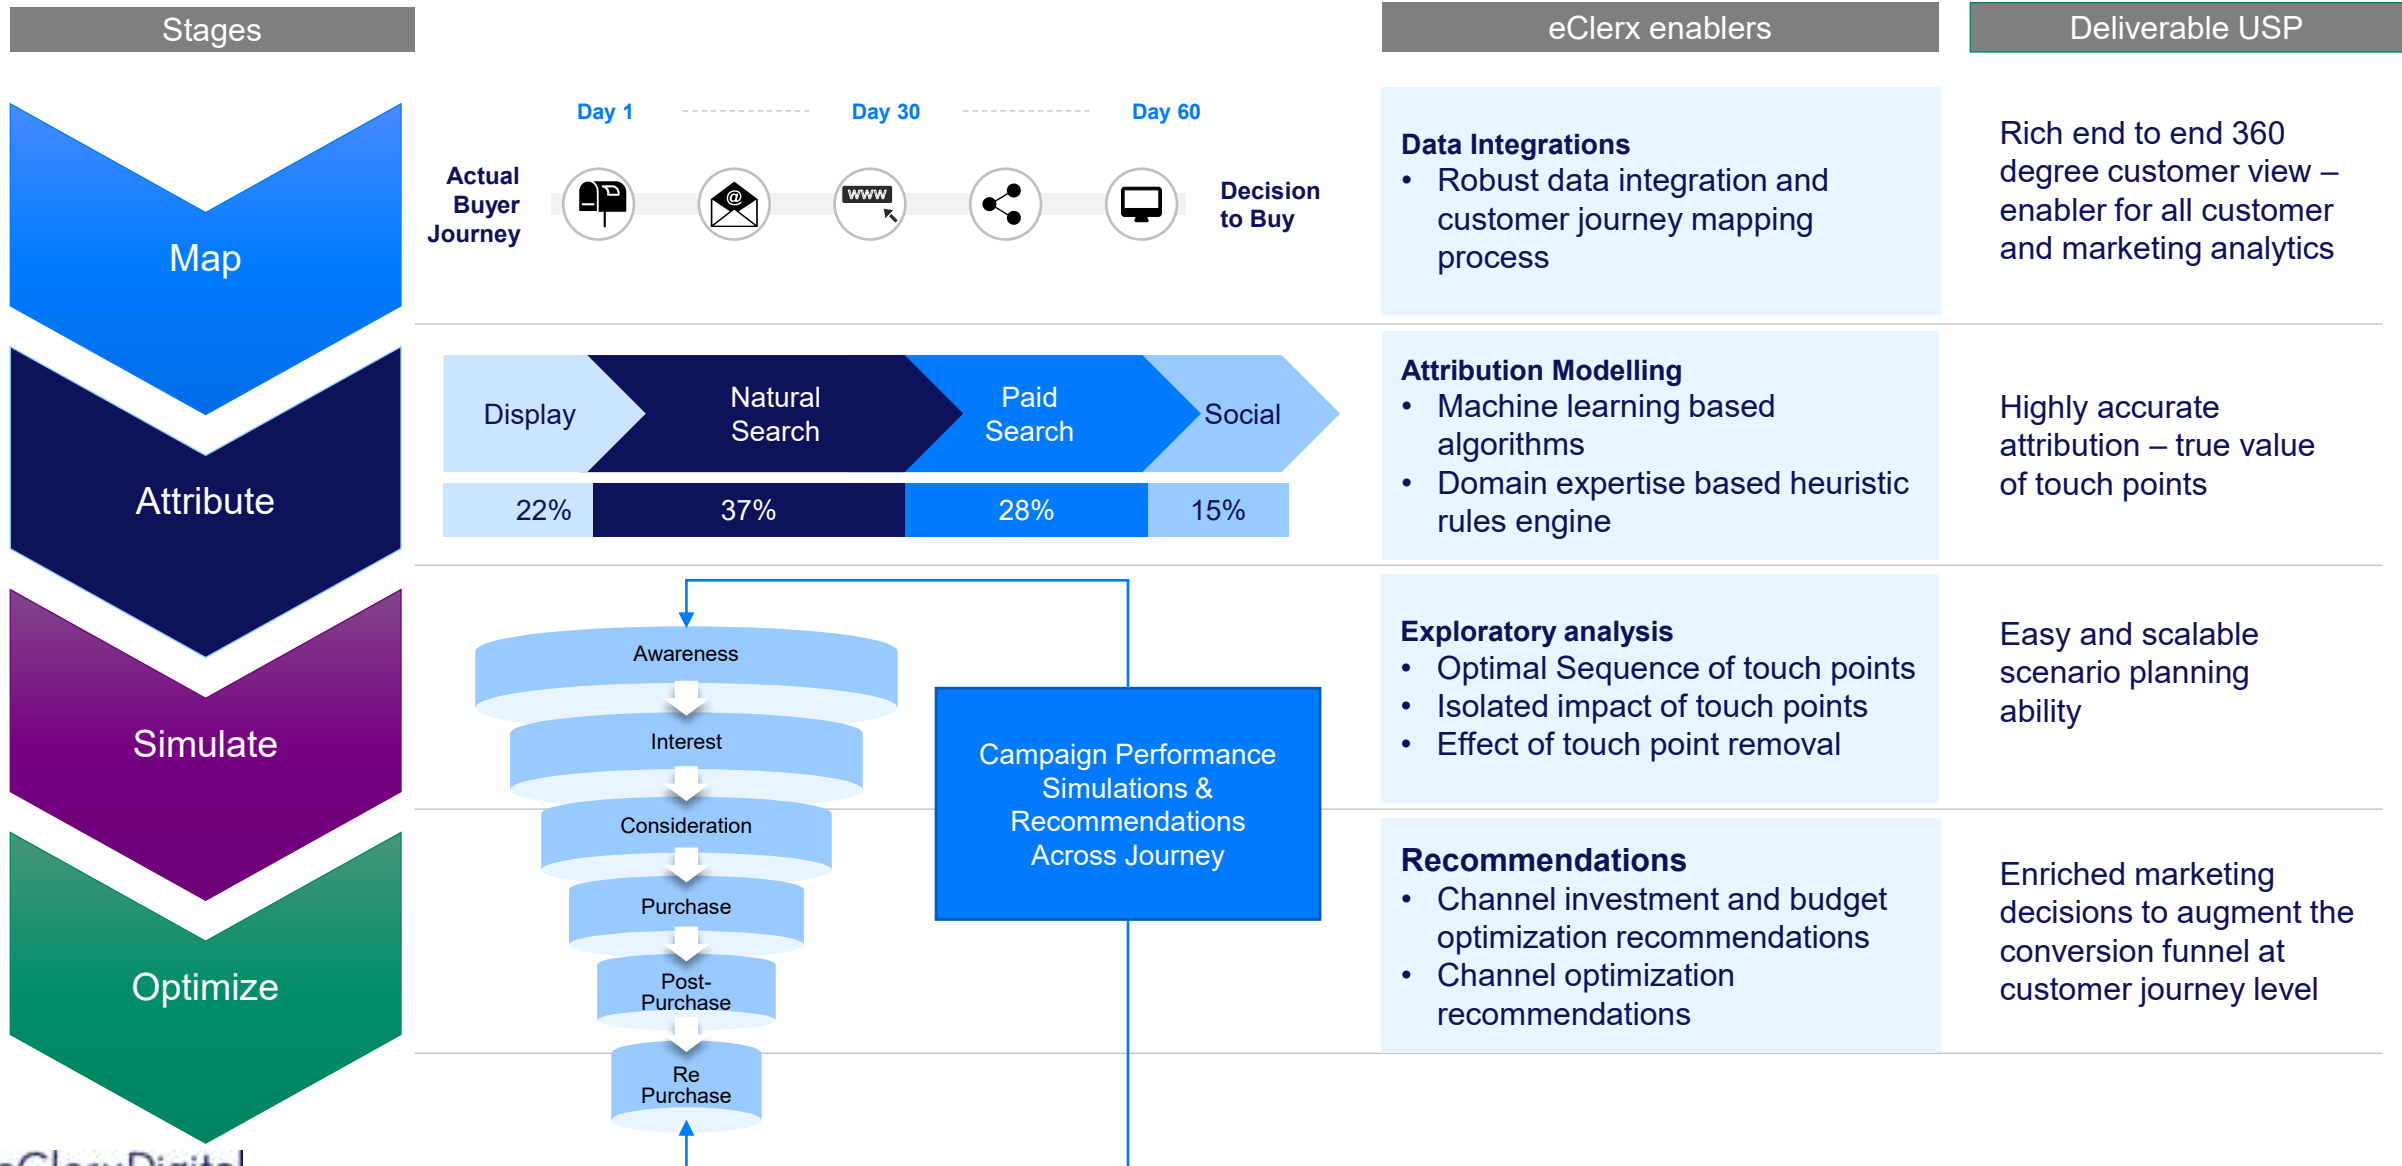 Stages
eClerx enablers
Deliverable USP
Map
Day 1
Day 30
Day 60
Actual
Buyer
Journey
@
WWW
Decision
to Buy
Data Integrations
• Robust data integration and
customer journey mapping
process
Rich end to end 360
degree customer view –
enabler for all customer
and marketing analytics
Attribute
Display
Natural
Search
Paid
Search
Social
22%
37%
28%
15%
Attribution Modelling
• Machine learning based
algorithms
• Domain expertise based heuristic
rules engine
Highly accurate
attribution – true value
of touch points
Simulate
Awareness
Interest
Consideration
Purchase
Post-
Purchase
Re
Purchase
Campaign Performance
Simulations &
Recommendations
Across Journey
Exploratory analysis
• Optimal Sequence of touch points
• Isolated impact of touch points
• Effect of touch point removal
Easy and scalable
scenario planning
ability
Optimize
Recommendations
• Channel investment and budget
optimization recommendations
• Channel optimization
recommendations
Enriched marketing
decisions to augment the
conversion funnel at
customer journey level